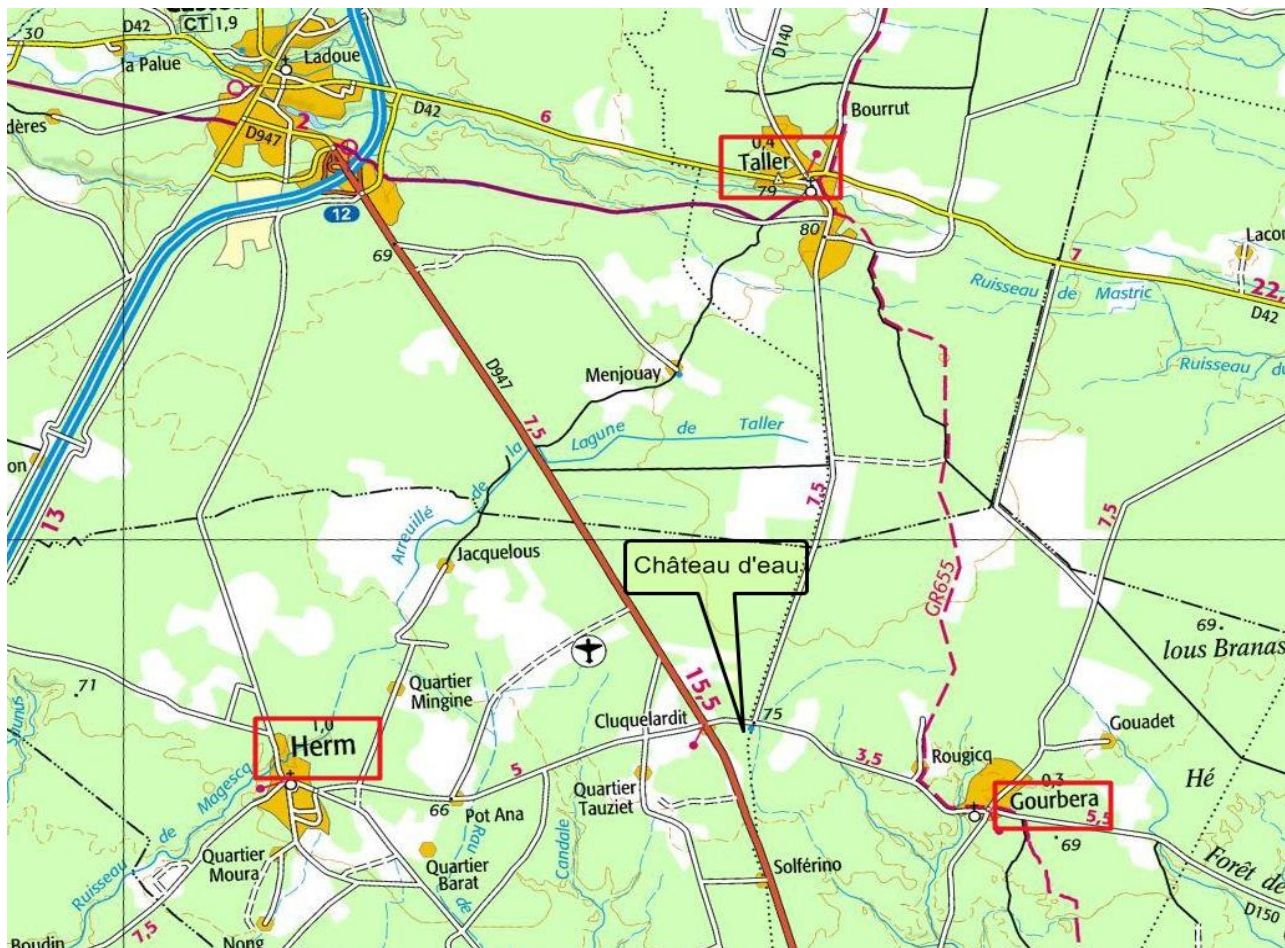 D42
CT 1,9
30
la Palue
Ladoue
D140
Bourrut
D42
6
2
D947
0,4
Taller
79
12
69
80
7
22
D42
Ruisseau de Mastric
Menjouay
D947
7,5
Arreuillé de la Lagune de Taller
13
7,5
7,5
Jacquelous
Château d'eau
GR655
69
lous Branas
71
Quartier
Mingine
15,5
Cluquelardit
75
1,0
Herm
Gouadet
3,5
Rougicq
5
Hé
Quartier
Tauziet
0,3
Gourbera
5,5
66
Pot Ana
Ruisseau de Magescq
Rau de
Candale
Quartier
Moura
Quartier
Barat
69
Solférino
Forêt de
D150
7,5
Boudin
Nong